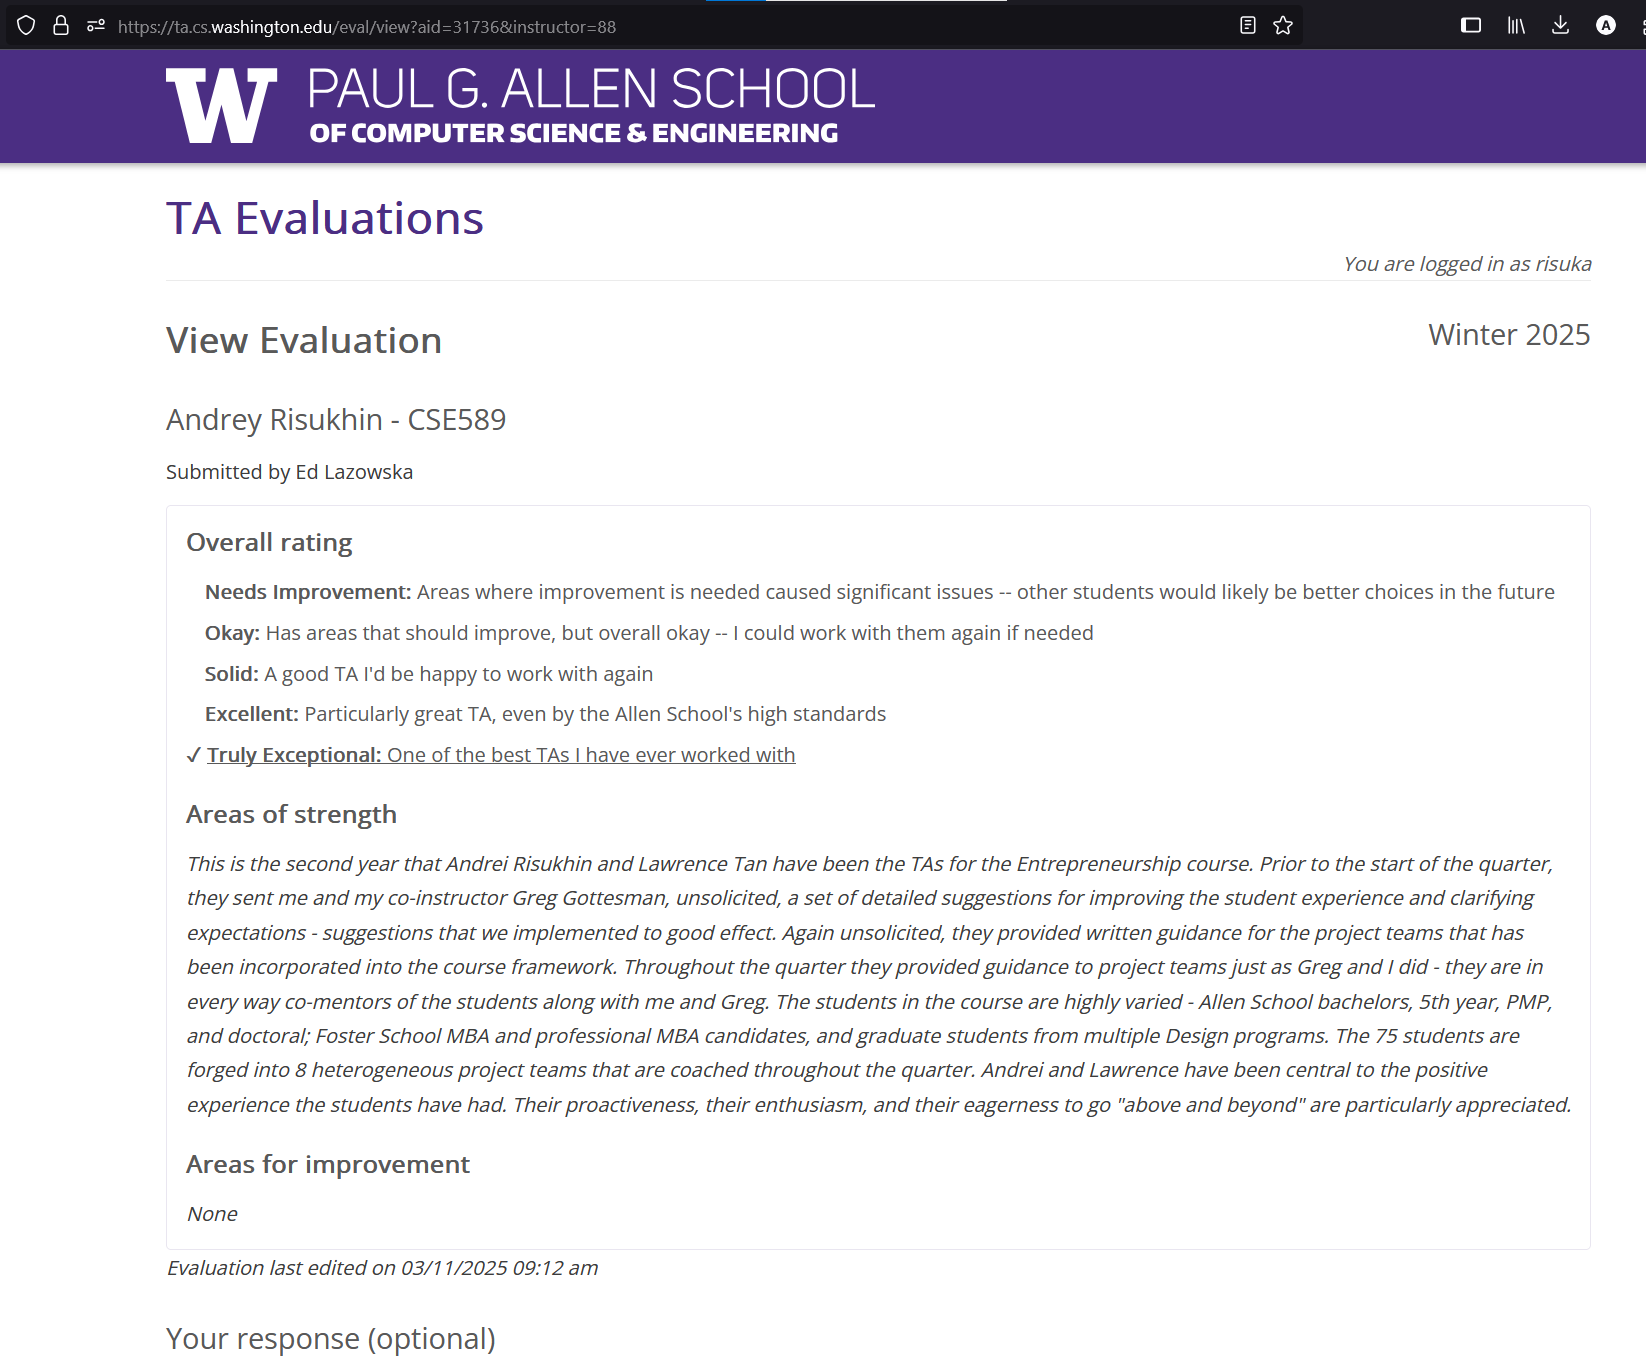 https://ta.cs.washington.edu/eval/view?aid=31736&instructor=88
A
W PAUL G. ALLEN SCHOOL
OF COMPUTER SCIENCE & ENGINEERING
TA Evaluations
You are logged in as risuka
View Evaluation
Winter 2025
Andrey Risukhin - CSE589
Submitted by Ed Lazowska
Overall rating
Needs Improvement: Areas where improvement is needed caused significant issues -- other students would likely be better choices in the future
Okay: Has areas that should improve, but overall okay -- I could work with them again if needed
Solid: A good TA I'd be happy to work with again
Excellent: Particularly great TA, even by the Allen School's high standards
✓ Truly Exceptional: One of the best TAs I have ever worked with
Areas of strength
This is the second year that Andrei Risukhin and Lawrence Tan have been the TAs for the Entrepreneurship course. Prior to the start of the quarter,
they sent me and my co-instructor Greg Gottesman, unsolicited, a set of detailed suggestions for improving the student experience and clarifying
expectations - suggestions that we implemented to good effect. Again unsolicited, they provided written guidance for the project teams that has
been incorporated into the course framework. Throughout the quarter they provided guidance to project teams just as Greg and I did - they are in
every way co-mentors of the students along with me and Greg. The students in the course are highly varied - Allen School bachelors, 5th year, PMP,
and doctoral; Foster School MBA and professional MBA candidates, and graduate students from multiple Design programs. The 75 students are
forged into 8 heterogeneous project teams that are coached throughout the quarter. Andrei and Lawrence have been central to the positive
experience the students have had. Their proactiveness, their enthusiasm, and their eagerness to go "above and beyond" are particularly appreciated.
Areas for improvement
None
Evaluation last edited on 03/11/2025 09:12 am
Your response (optional)